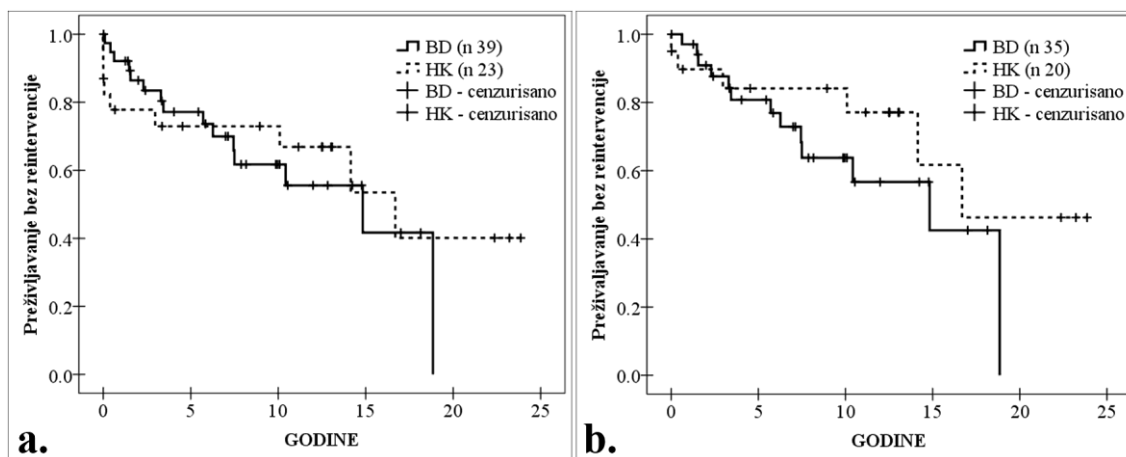 Preživljavanje bez reintervencije
1.0
0.8
0.6
0.4
0.2
0.0
BD (n 39)
HK (n 23)
BD - cenzurisano
HK - cenzurisano
0 5 10 15 20 25
GODINE
a.
Preživaljavanje bez reintervencije
1.0
0.8
0.6
0.4
0.2
0.0
BD (n 35)
HK (n 20)
BD - cenzurisano
HK - cenzurisano
0 5 10 15 20 25
GODINE
b.